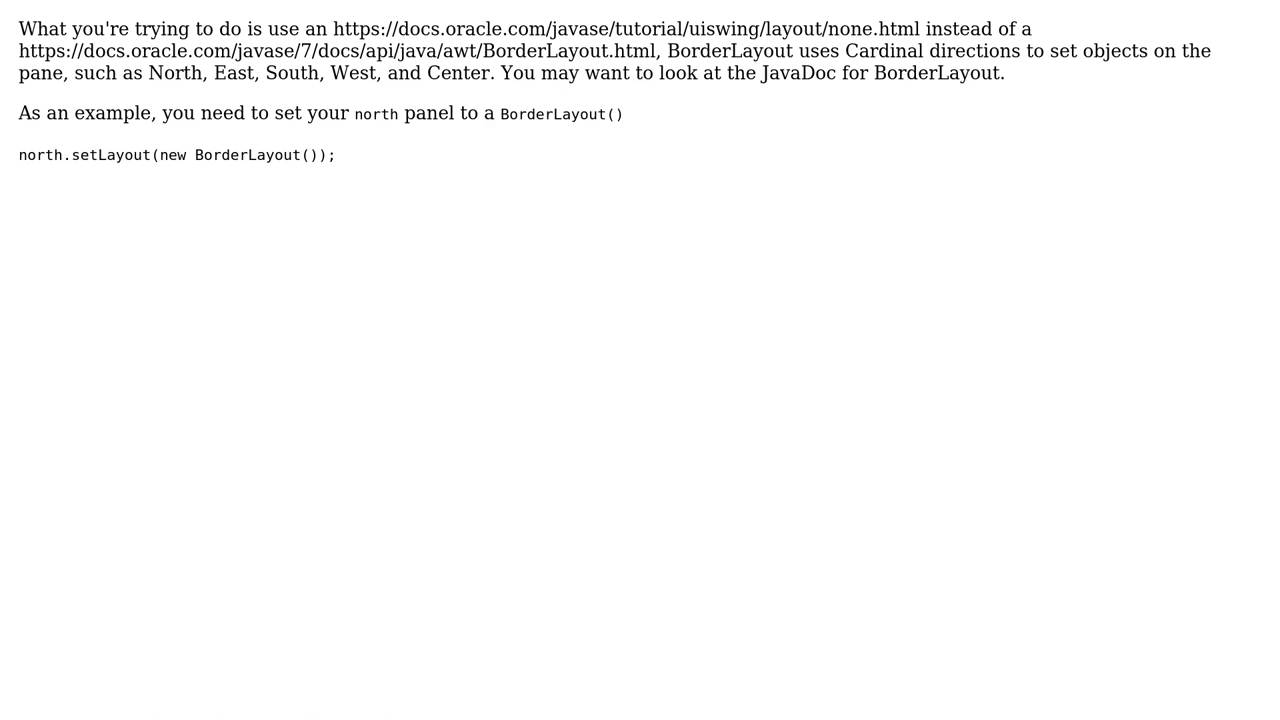 What you're trying to do is use an https://docs.oracle.com/javase/tutorial/uiswing/layout/none.html instead of a
https://docs.oracle.com/javase/7/docs/api/java/awt/BorderLayout.html, BorderLayout uses Cardinal directions to set objects on the
pane, such as North, East, South, West, and Center. You may want to look at the JavaDoc for BorderLayout.
As an example, you need to set your north panel to a BorderLayout()
north.setLayout(new BorderLayout());